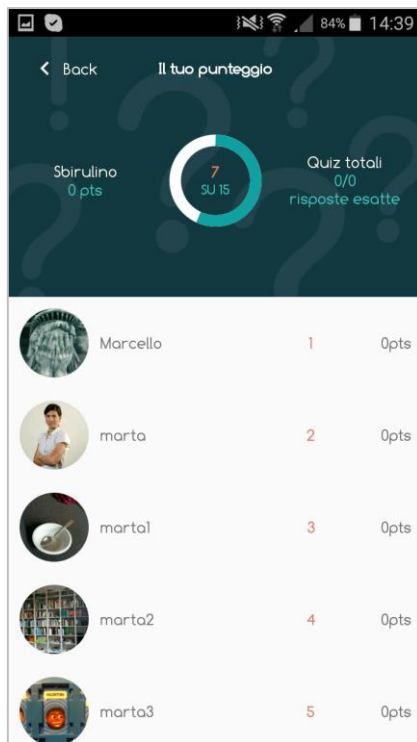 84% 14:39
Back Il tuo punteggio
Sbirulino
0 pts
7
SU 15
Quiz totali
0/0
risposte esatte
Marcello 1 0pts
marta 2 0pts
marta1 3 0pts
marta2 4 0pts
marta3 5 0pts